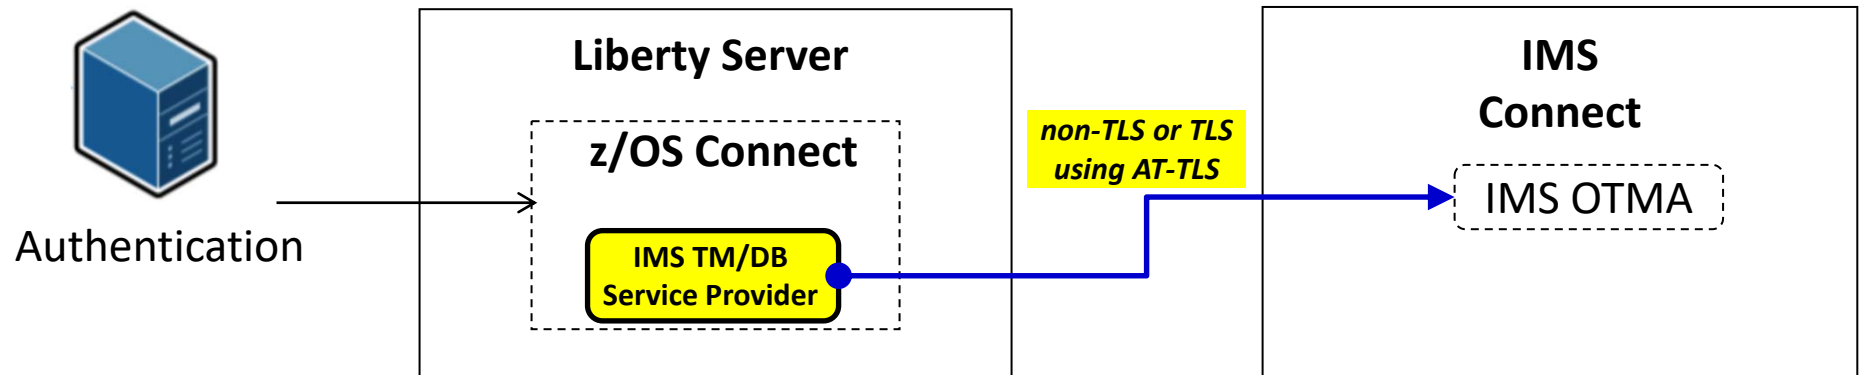 Authentication
Liberty Server
z/OS Connect
IMS TM/DB
Service Provider
non-TLS or TLS
using AT-TLS
IMS
Connect
IMS OTMA